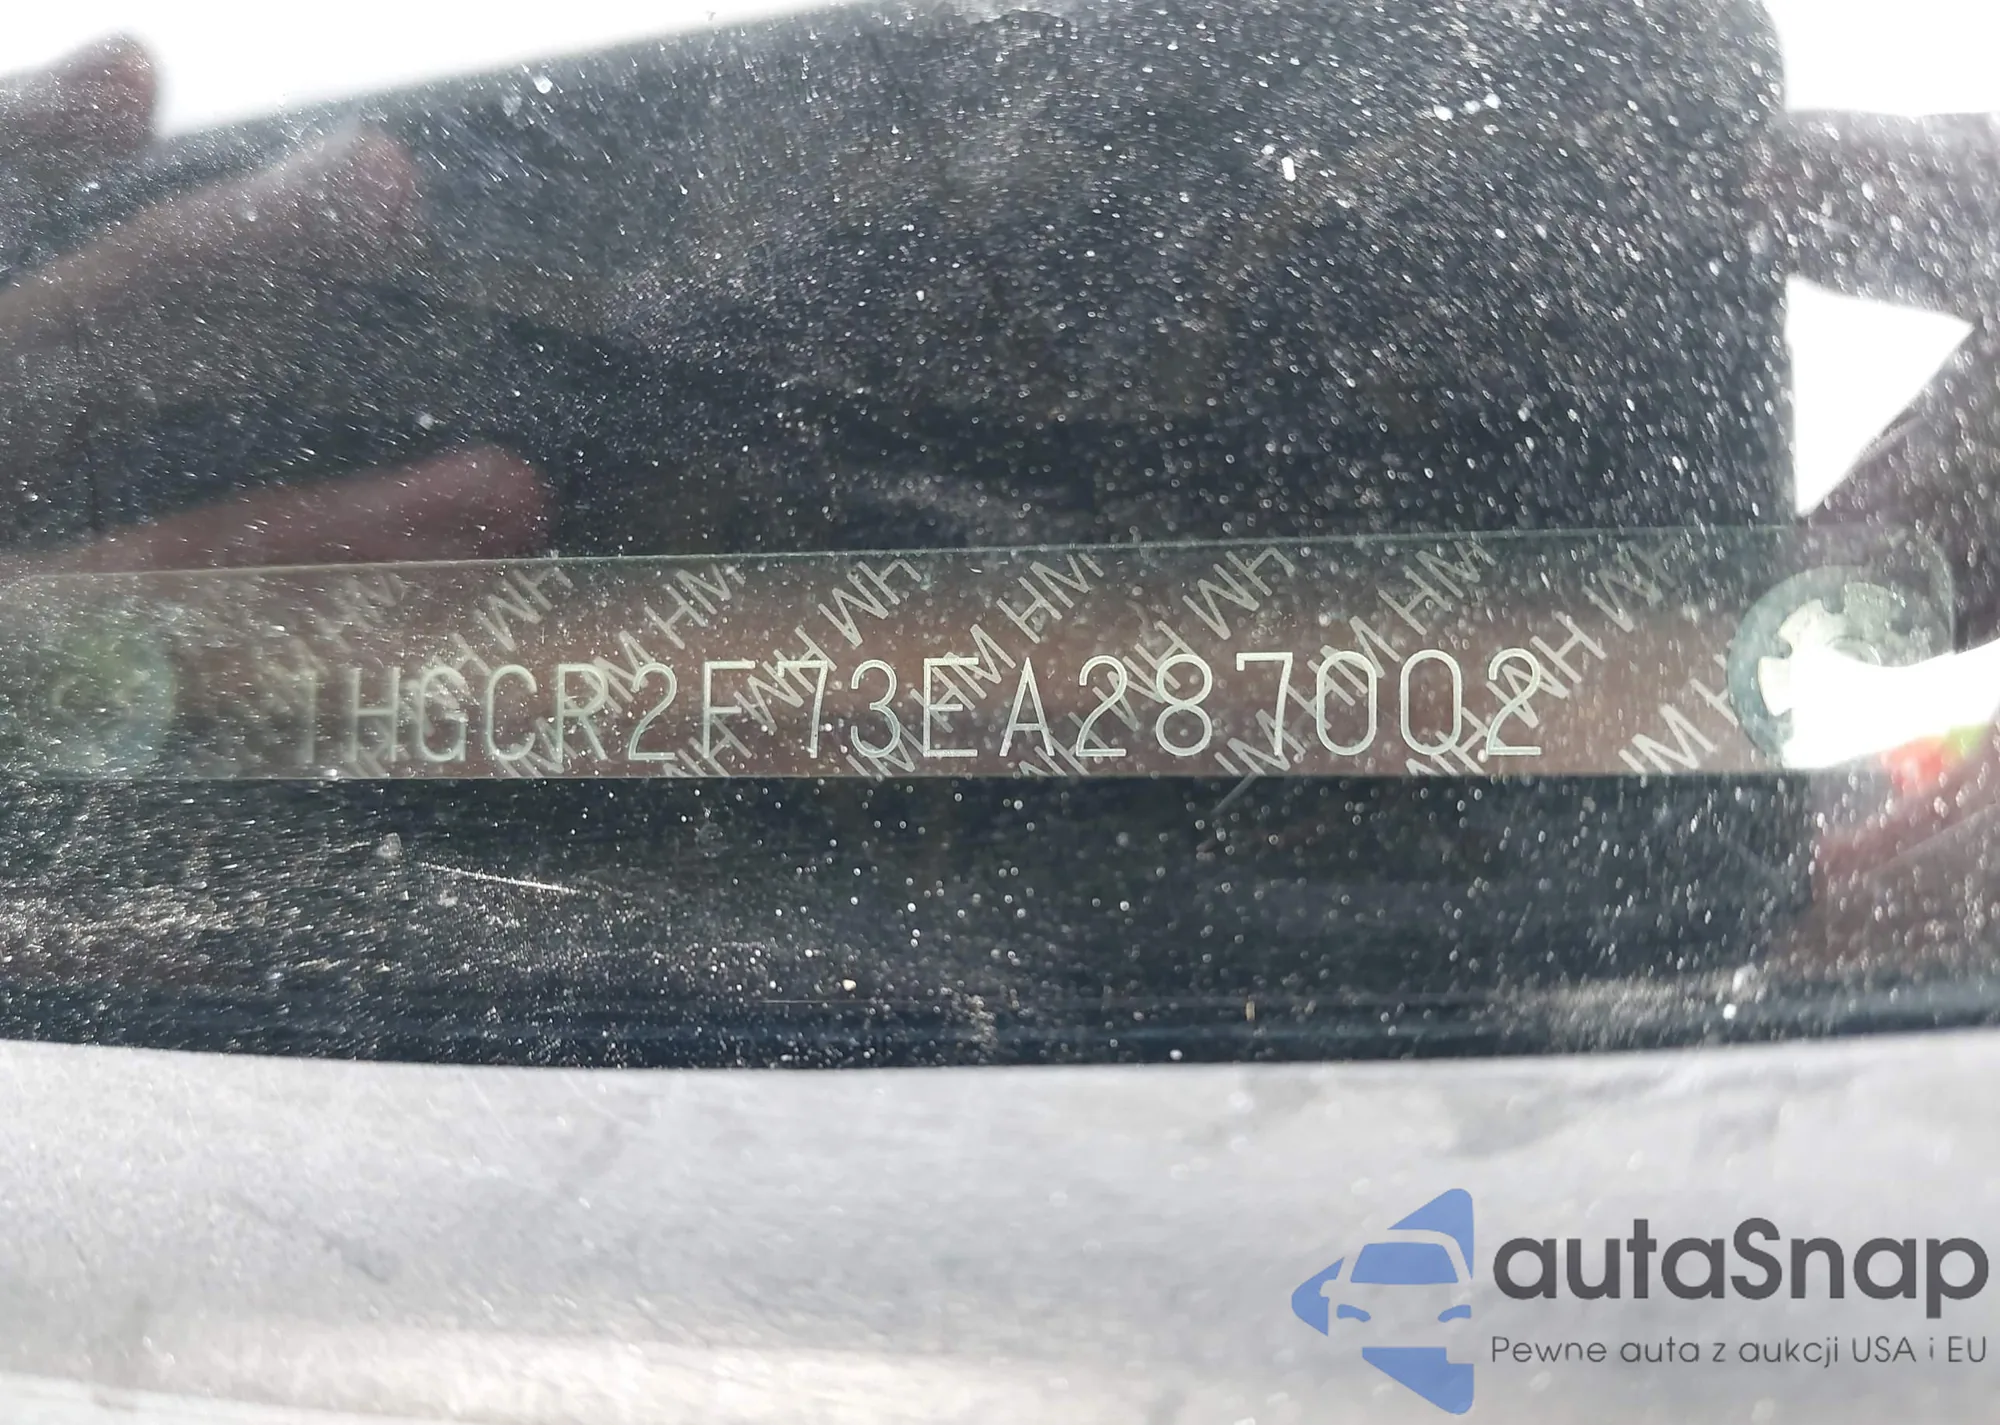 1HGCR2F73EA287002
autaSnap
Pewne auta z aukcji USA i EU